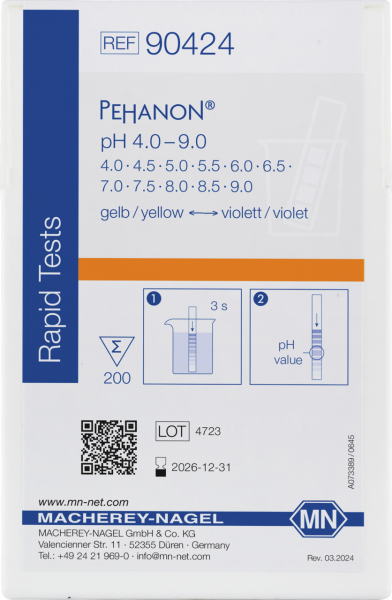 REF 90424
PEHANON®
pH 4.0–9.0
4.0 · 4.5 · 5.0 · 5.5 · 6.0 · 6.5 ·
7.0 · 7.5 · 8.0 · 8.5 · 9.0
gelb / yellow ⟷ violett / violet
Rapid Tests
1
3 s
2
pH
value
Σ
200
LOT 4723
2026-12-31
A073389 / 0645
www.mn-net.com
MACHEREY-NAGEL
MN
MACHEREY-NAGEL GmbH & Co. KG
Valencienner Str. 11 · 52355 Düren · Germany
Tel.: +49 24 21 969-0 · info@mn-net.com
Rev. 03.2024